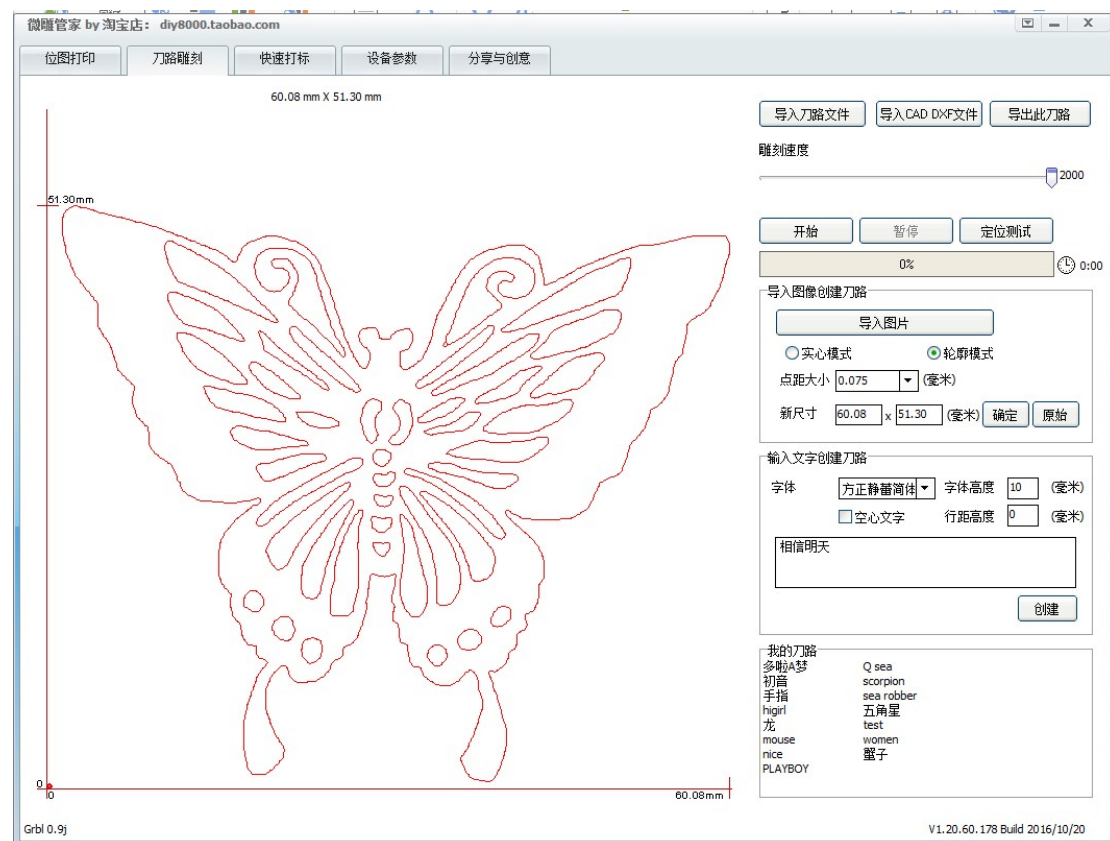 微雕管家 by 淘宝店： diy8000.taobao.com
位图打印 刀路雕刻 快速打标 设备参数 分享与创意
60.08 mm X 51.30 mm
导入刀路文件 导入CAD DXF文件 导出此刀路
雕刻速度
2000
51.30mm
开始 暂停 定位测试
0% 0:00
导入图像创建刀路
导入图片
实心模式 轮廓模式
点距大小 0.075 (毫米)
新尺寸 60.08 x 51.30 (毫米) 确定 原始
输入文字创建刀路
字体 方正静蕾简体 字体高度 10 (毫米)
空心文字 行距高度 0 (毫米)
相信明天
创建
我的刀路
多啦A梦 Q sea
初音 scorpion
手指 sea robber
higirl 五角星
龙 test
mouse women
nice 蟹子
PLAYBOY
0
0 60.08mm
Grbl 0.9j V1.20.60.178 Build 2016/10/20